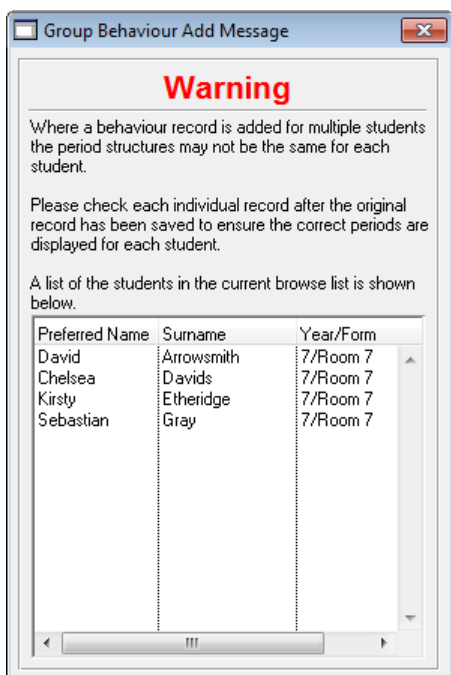 Group Behaviour Add Message
Warning
Where a behaviour record is added for multiple students
the period structures may not be the same for each
student.
Please check each individual record after the original
record has been saved to ensure the correct periods are
displayed for each student.
A list of the students in the current browse list is shown
below.
Preferred Name Surname Year/Form
David Arrowsmith 7/Room 7
Chelsea Davids 7/Room 7
Kirsty Etheridge 7/Room 7
Sebastian Gray 7/Room 7